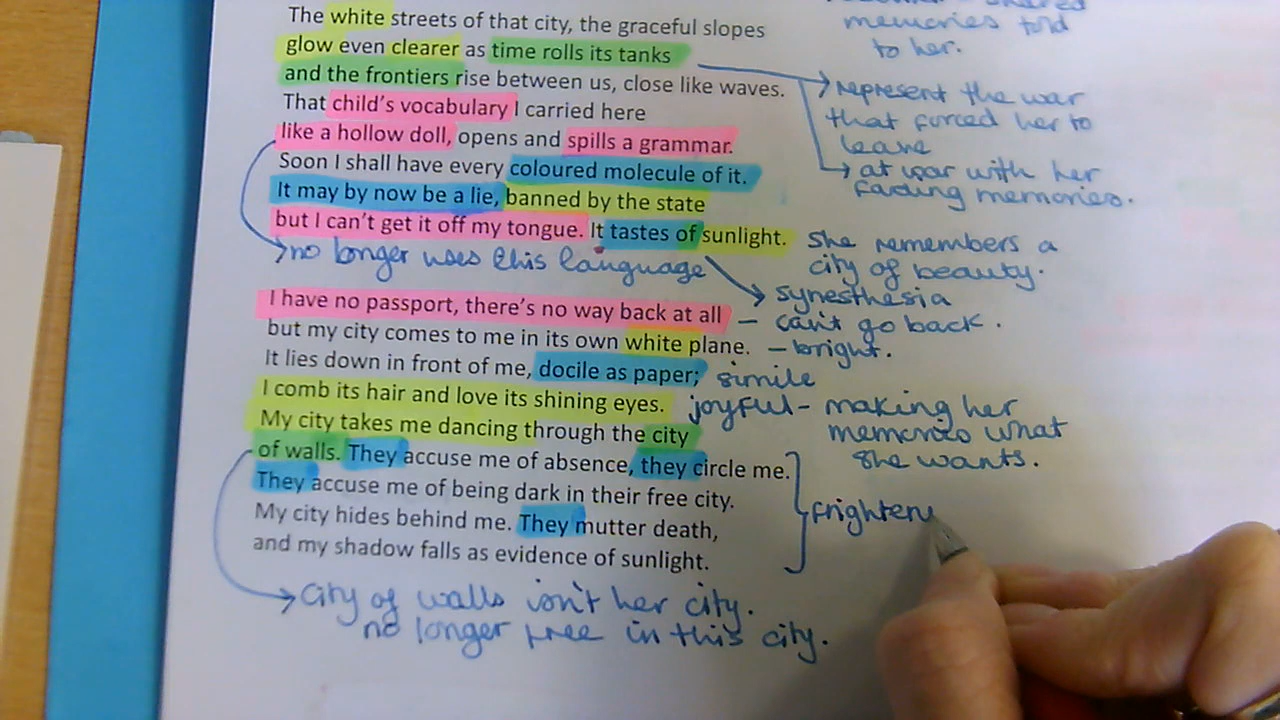 The white streets of that city, the graceful slopes
glow even clearer as time rolls its tanks
and the frontiers rise between us, close like waves.
That child's vocabulary I carried here
like a hollow doll, opens and spills a grammar.
Soon I shall have every coloured molecule of it.
It may by now be a lie, banned by the state
but I can't get it off my tongue. It tastes of sunlight.
I have no passport, there's no way back at all
but my city comes to me in its own white plane.
It lies down in front of me, docile as paper;
I comb its hair and love its shining eyes.
My city takes me dancing through the city
of walls. They accuse me of absence, they circle me.
They accuse me of being dark in their free city.
My city hides behind me. They mutter death,
and my shadow falls as evidence of sunlight.
memories told
to her.
represent the war
that forced her to
leave
at war with her
fading memories.
She remembers a
city of beauty.
no longer uses this language
synesthesia
- can't go back.
- bright.
simile
joyful - making her
memories what
she wants.
frighten
City of walls isn't her city.
no longer free in this city.